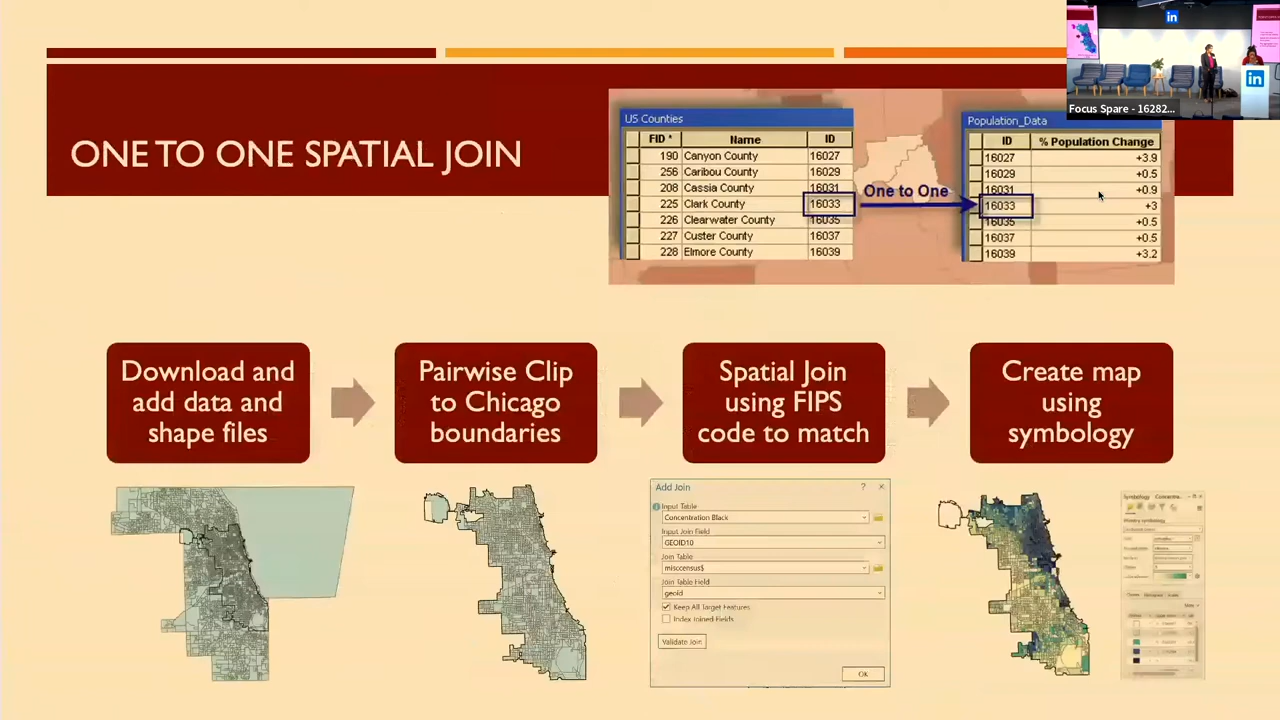 ONE TO ONE SPATIAL JOIN
US Counties
FID * Name ID
190 Canyon County 16027
256 Caribou County 16029
208 Cassia County 16031
225 Clark County 16033
226 Clearwater County 16035
227 Custer County 16037
228 Elmore County 16039
One to One
Population_Data
ID % Population Change
16027 +3.9
16029 +0.5
16031 +0.9
16033 +3
16035 +0.5
16037 +0.5
16039 +3.2
in
in
Focus Spare - 16282...
Download and
add data and
shape files
Pairwise Clip
to Chicago
boundaries
Spatial Join
using FIPS
code to match
Create map
using
symbology
Add Join
? ×
Input Table
Concentration Black
Input Join Field
GEOID10
Join Table
misccensus$
Join Table Field
geoid
Keep All Target Features
Index Joined Fields
Validate Join
OK
Symbology
Primary symbology